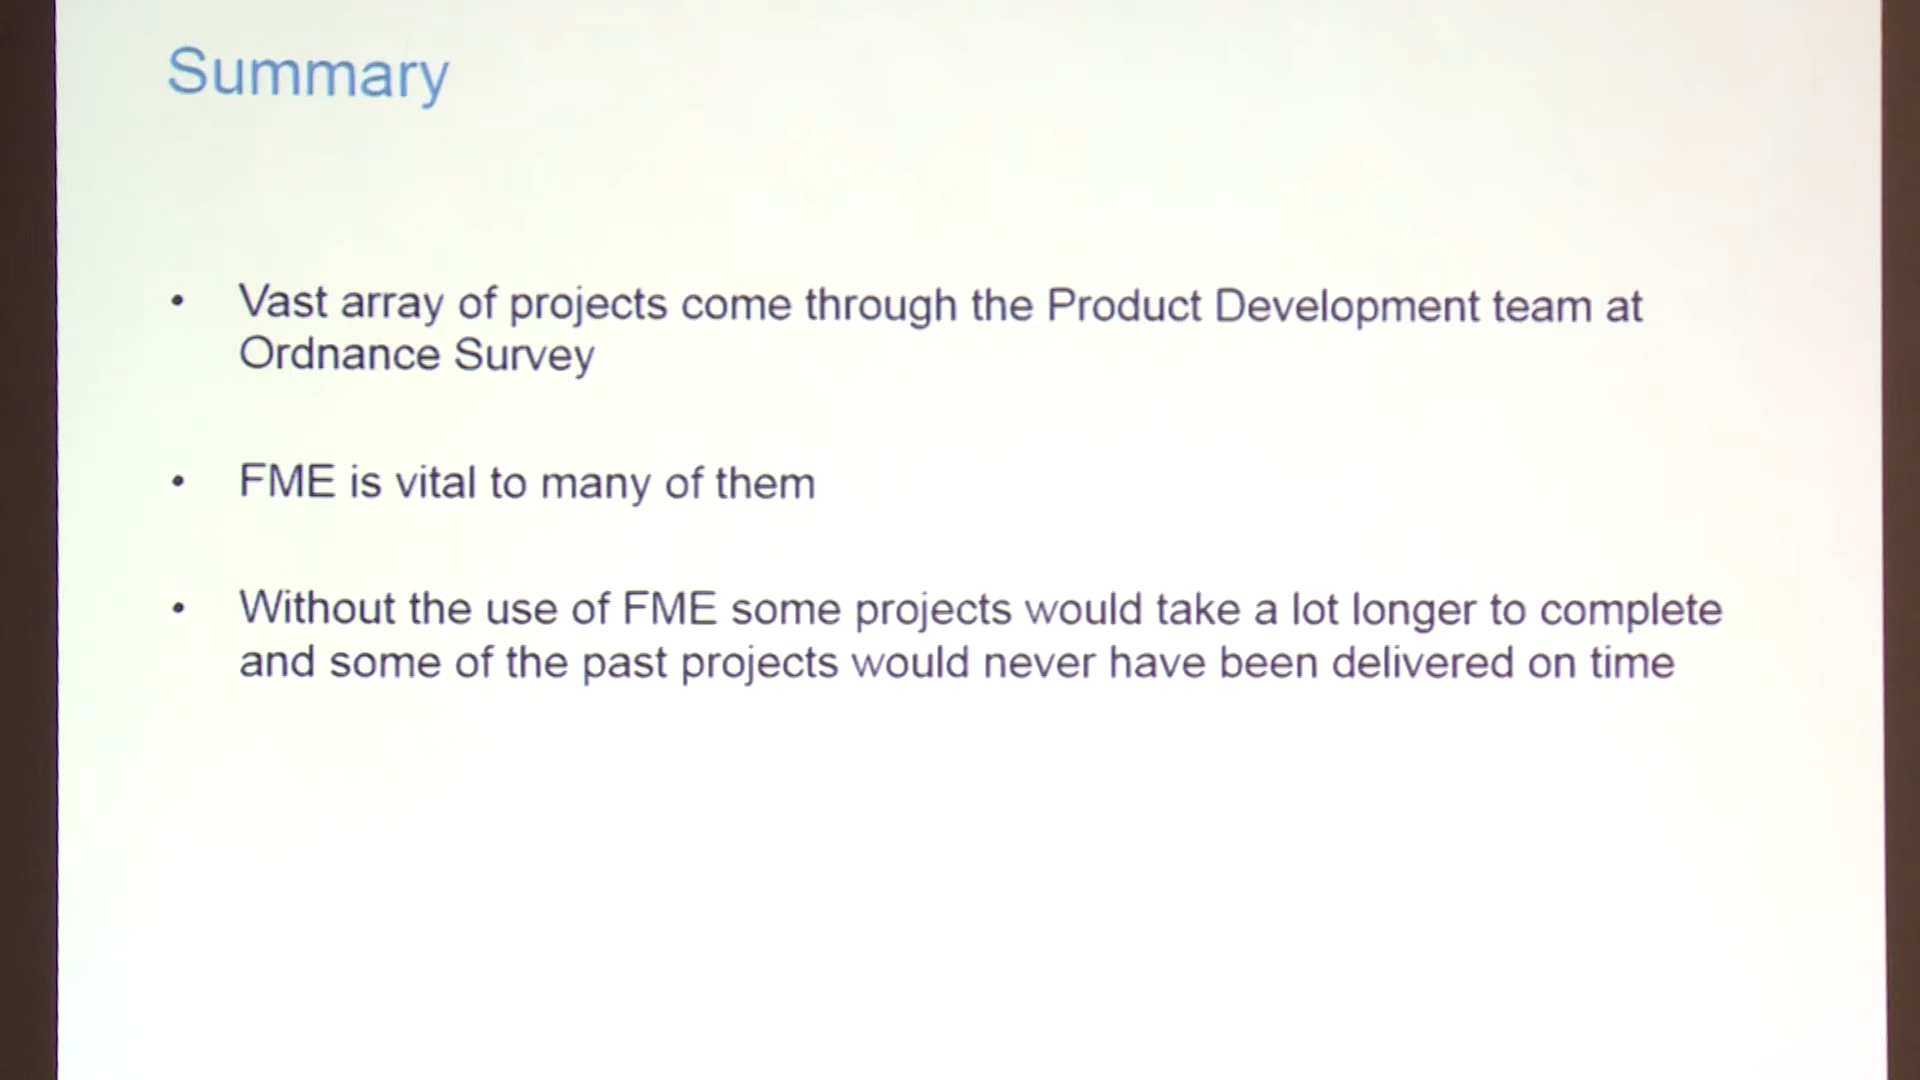 Summary
• Vast array of projects come through the Product Development team at
Ordnance Survey
• FME is vital to many of them
• Without the use of FME some projects would take a lot longer to complete
and some of the past projects would never have been delivered on time